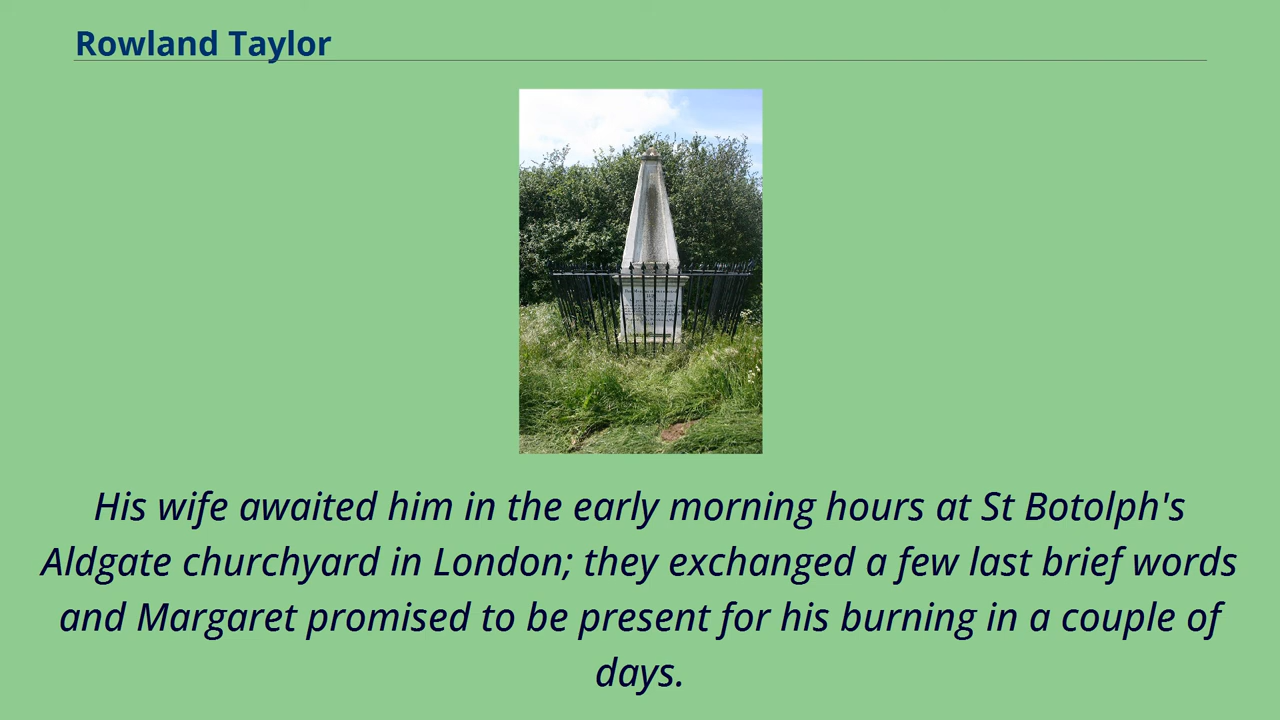 Rowland Taylor
His wife awaited him in the early morning hours at St Botolph's
Aldgate churchyard in London; they exchanged a few last brief words
and Margaret promised to be present for his burning in a couple of
days.